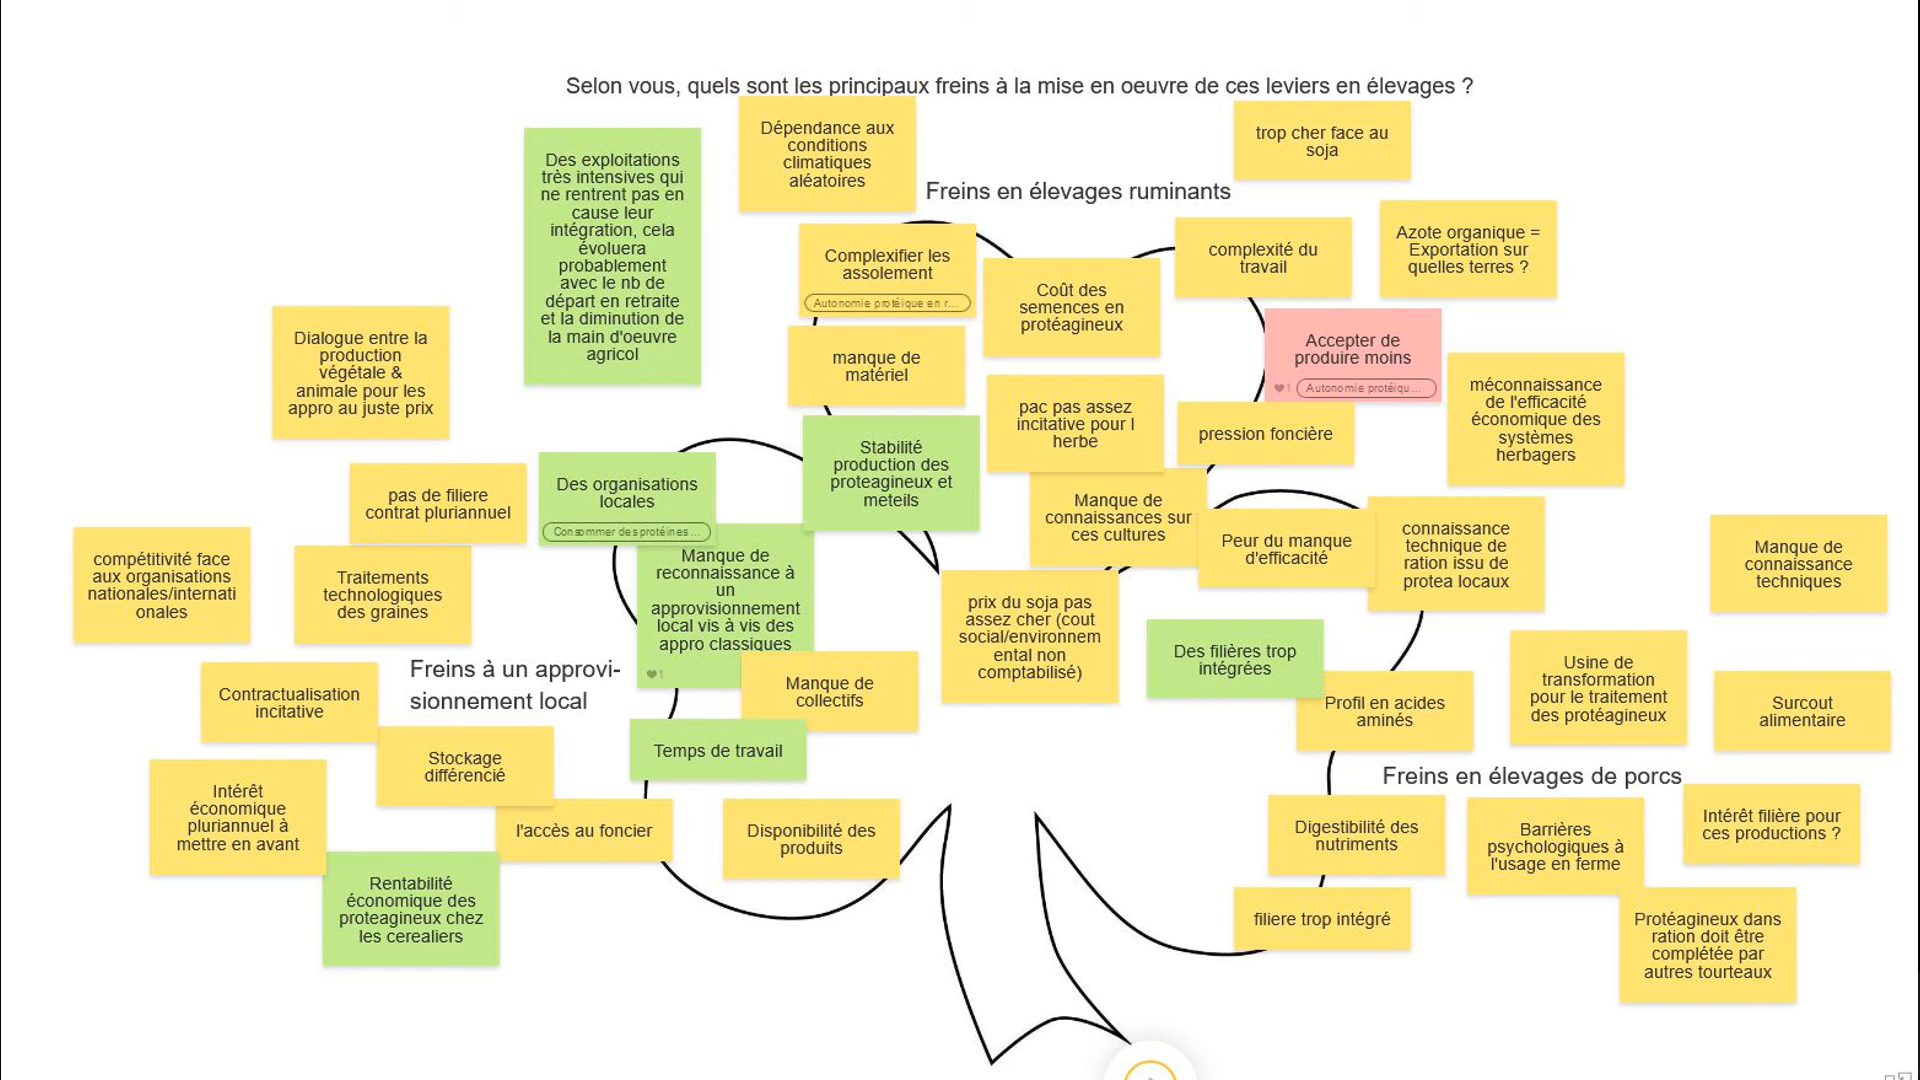 Selon vous, quels sont les principaux freins à la mise en oeuvre de ces leviers en élevages ?
Dépendance aux
conditions
climatiques
aléatoires
trop cher face au
soja
Des exploitations
très intensives qui
ne rentrent pas en
cause leur
intégration, cela
évoluera
probablement
avec le nb de
départ en retraite
et la diminution de
la main d'oeuvre
agricol
Freins en élevages ruminants
Complexifier les
assolement
Autonomie protéique en r...
Coût des
semences en
protéagineux
complexité du
travail
Azote organique =
Exportation sur
quelles terres ?
Dialogue entre la
production
végétale &
animale pour les
appro au juste prix
manque de
matériel
Accepter de
produire moins
1
Autonomie protéiqu...
méconnaissance
de l'efficacité
économique des
systèmes
herbagers
pac pas assez
incitative pour l
herbe
pression foncière
Stabilité
production des
proteagineux et
meteils
Des organisations
locales
Consommer des protéines ...
pas de filiere
contrat pluriannuel
Manque de
connaissances sur
ces cultures
Peur du manque
d'efficacité
connaissance
technique de
ration issu de
protea locaux
Manque de
connaissance
techniques
compétitivité face
aux organisations
nationales/internati
onales
Traitements
technologiques
des graines
Manque de
reconnaissance à
un
approvisionnement
local vis à vis des
appro classiques
1
prix du soja pas
assez cher (cout
social/environnem
ental non
comptabilisé)
Des filières trop
intégrées
Usine de
transformation
pour le traitement
des protéagineux
Surcout
alimentaire
Freins à un approvi-
sionnement local
Contractualisation
incitative
Manque de
collectifs
Profil en acides
aminés
Stockage
différencié
Temps de travail
Freins en élevages de porcs
Intérêt
économique
pluriannuel à
mettre en avant
l'accès au foncier
Disponibilité des
produits
Digestibilité des
nutriments
Barrières
psychologiques à
l'usage en ferme
Intérêt filière pour
ces productions ?
Rentabilité
économique des
proteagineux chez
les cerealiers
filiere trop intégré
Protéagineux dans
ration doit être
complétée par
autres tourteaux